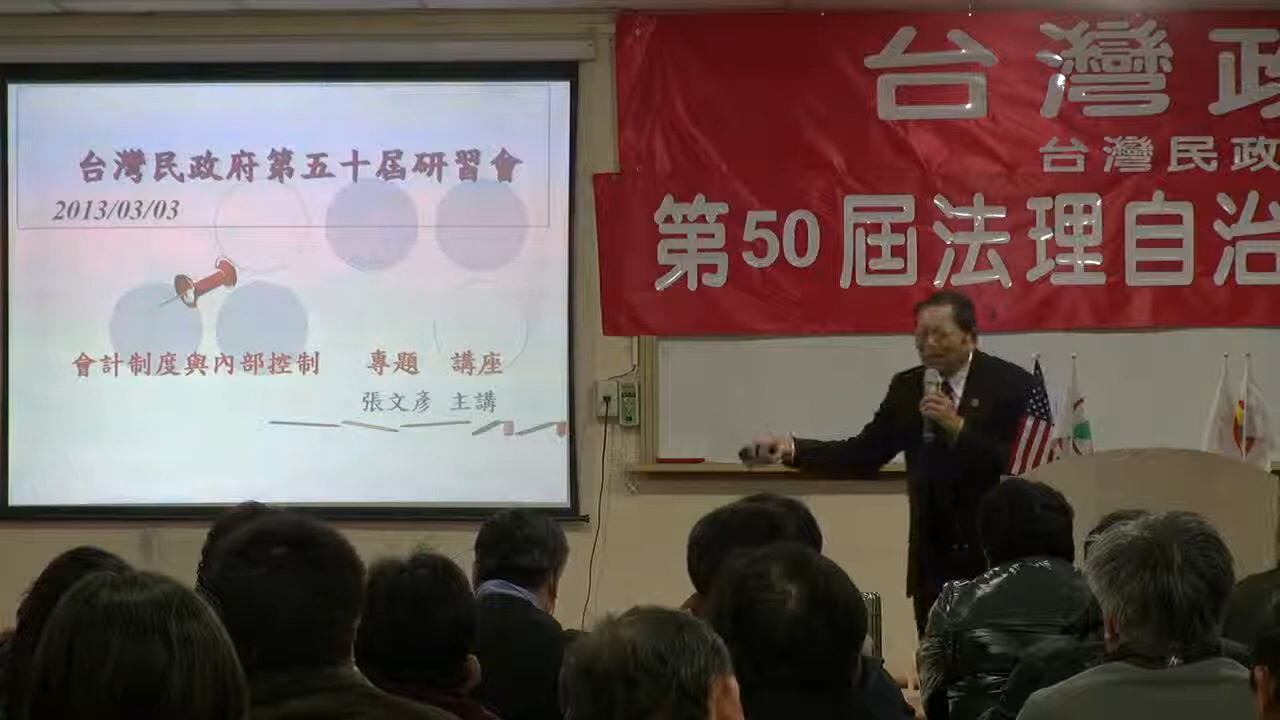 台灣民政府第五十屆研習會
2013/03/03
會計制度與內部控制 專題 講座
張文彥 主講
台灣政
台灣民政
第50屆法理自治